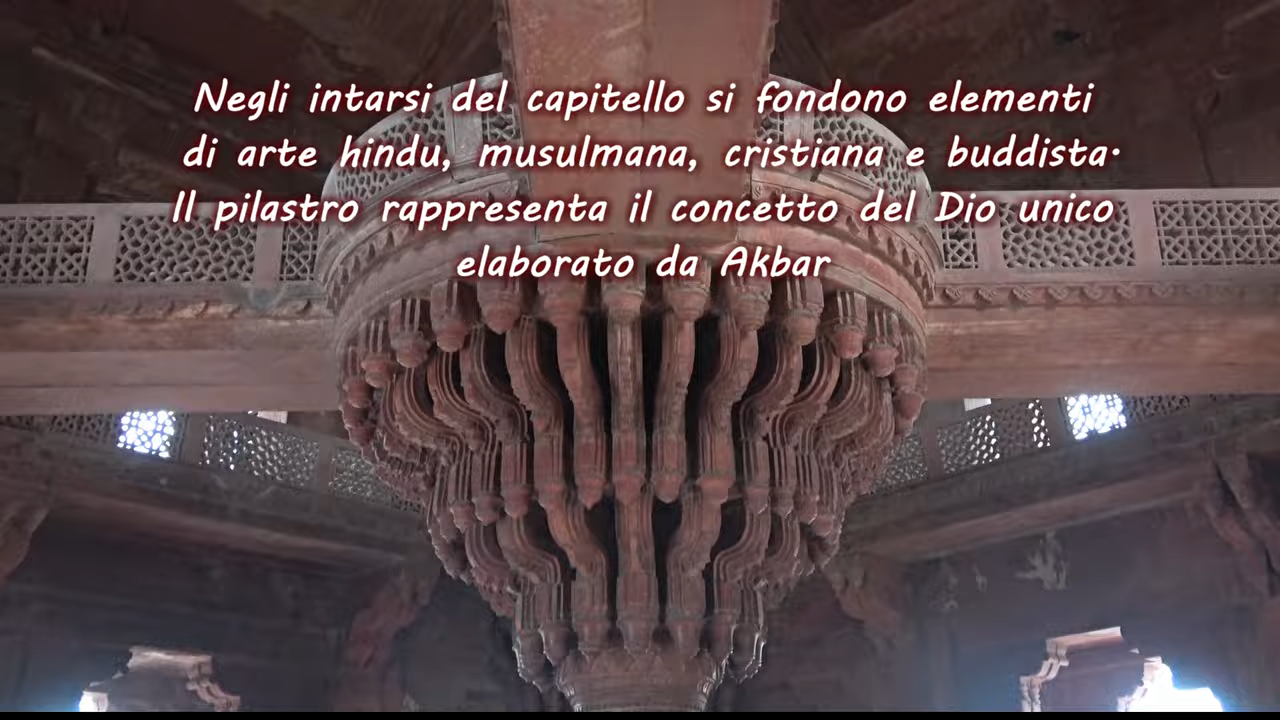 Negli intarsi del capitello si fondono elementi
di arte hindu, musulmana, cristiana e buddista.
Il pilastro rappresenta il concetto del Dio unico
elaborato da Akbar